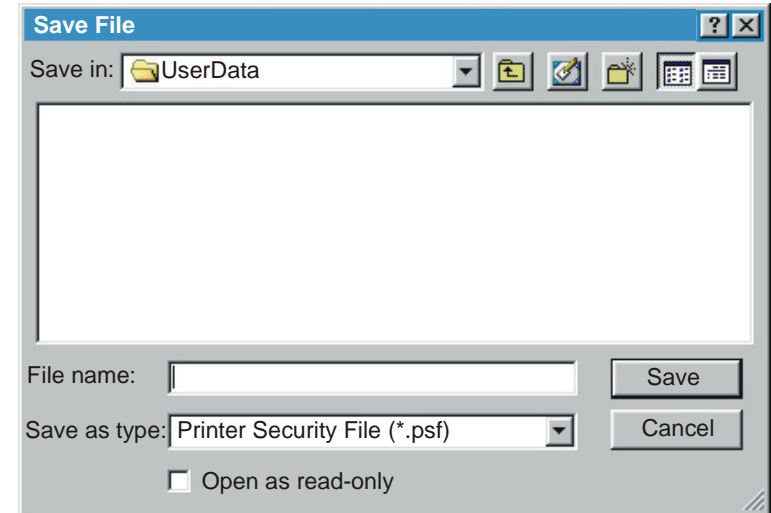 Save File
Save in: UserData
File name:
Save
Save as type: Printer Security File (*.psf)
Cancel
Open as read-only